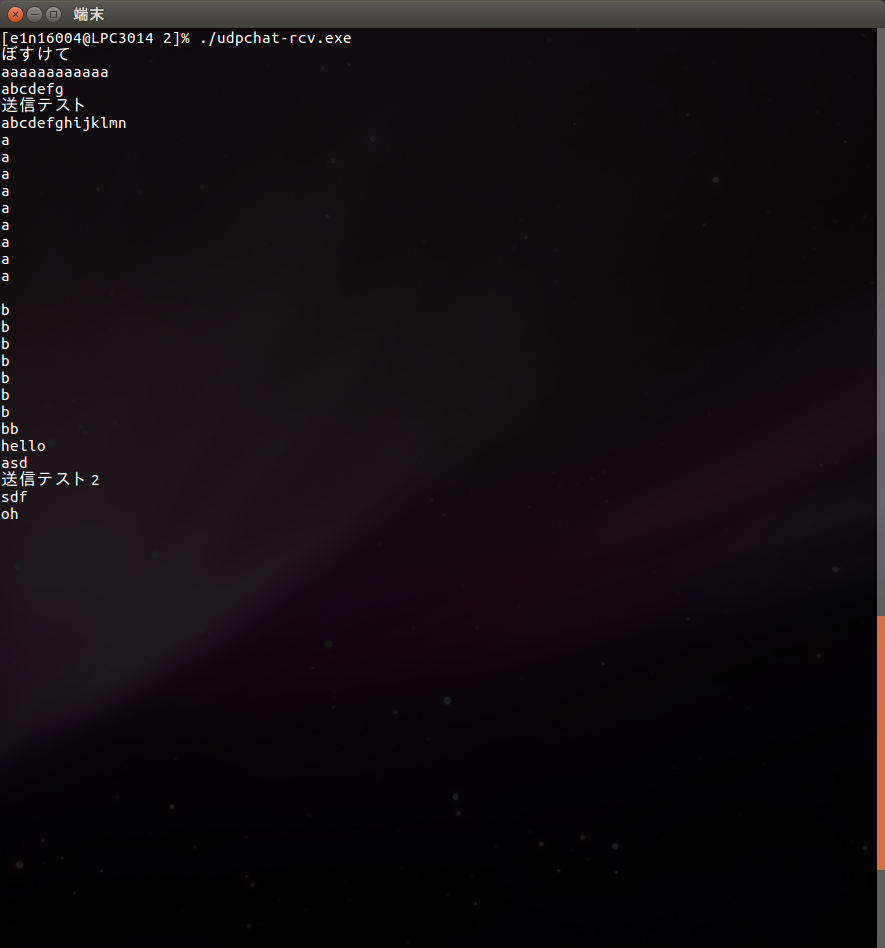 端末
[e1n16004@LPC3014 2]% ./udpchat-rcv.exe
ぼすけて
aaaaaaaaaaaa
abcdefg
送信テスト
abcdefghijklmn
a
a
a
a
a
a
a
a
a

b
b
b
b
b
b
b
bb
hello
asd
送信テスト2
sdf
oh